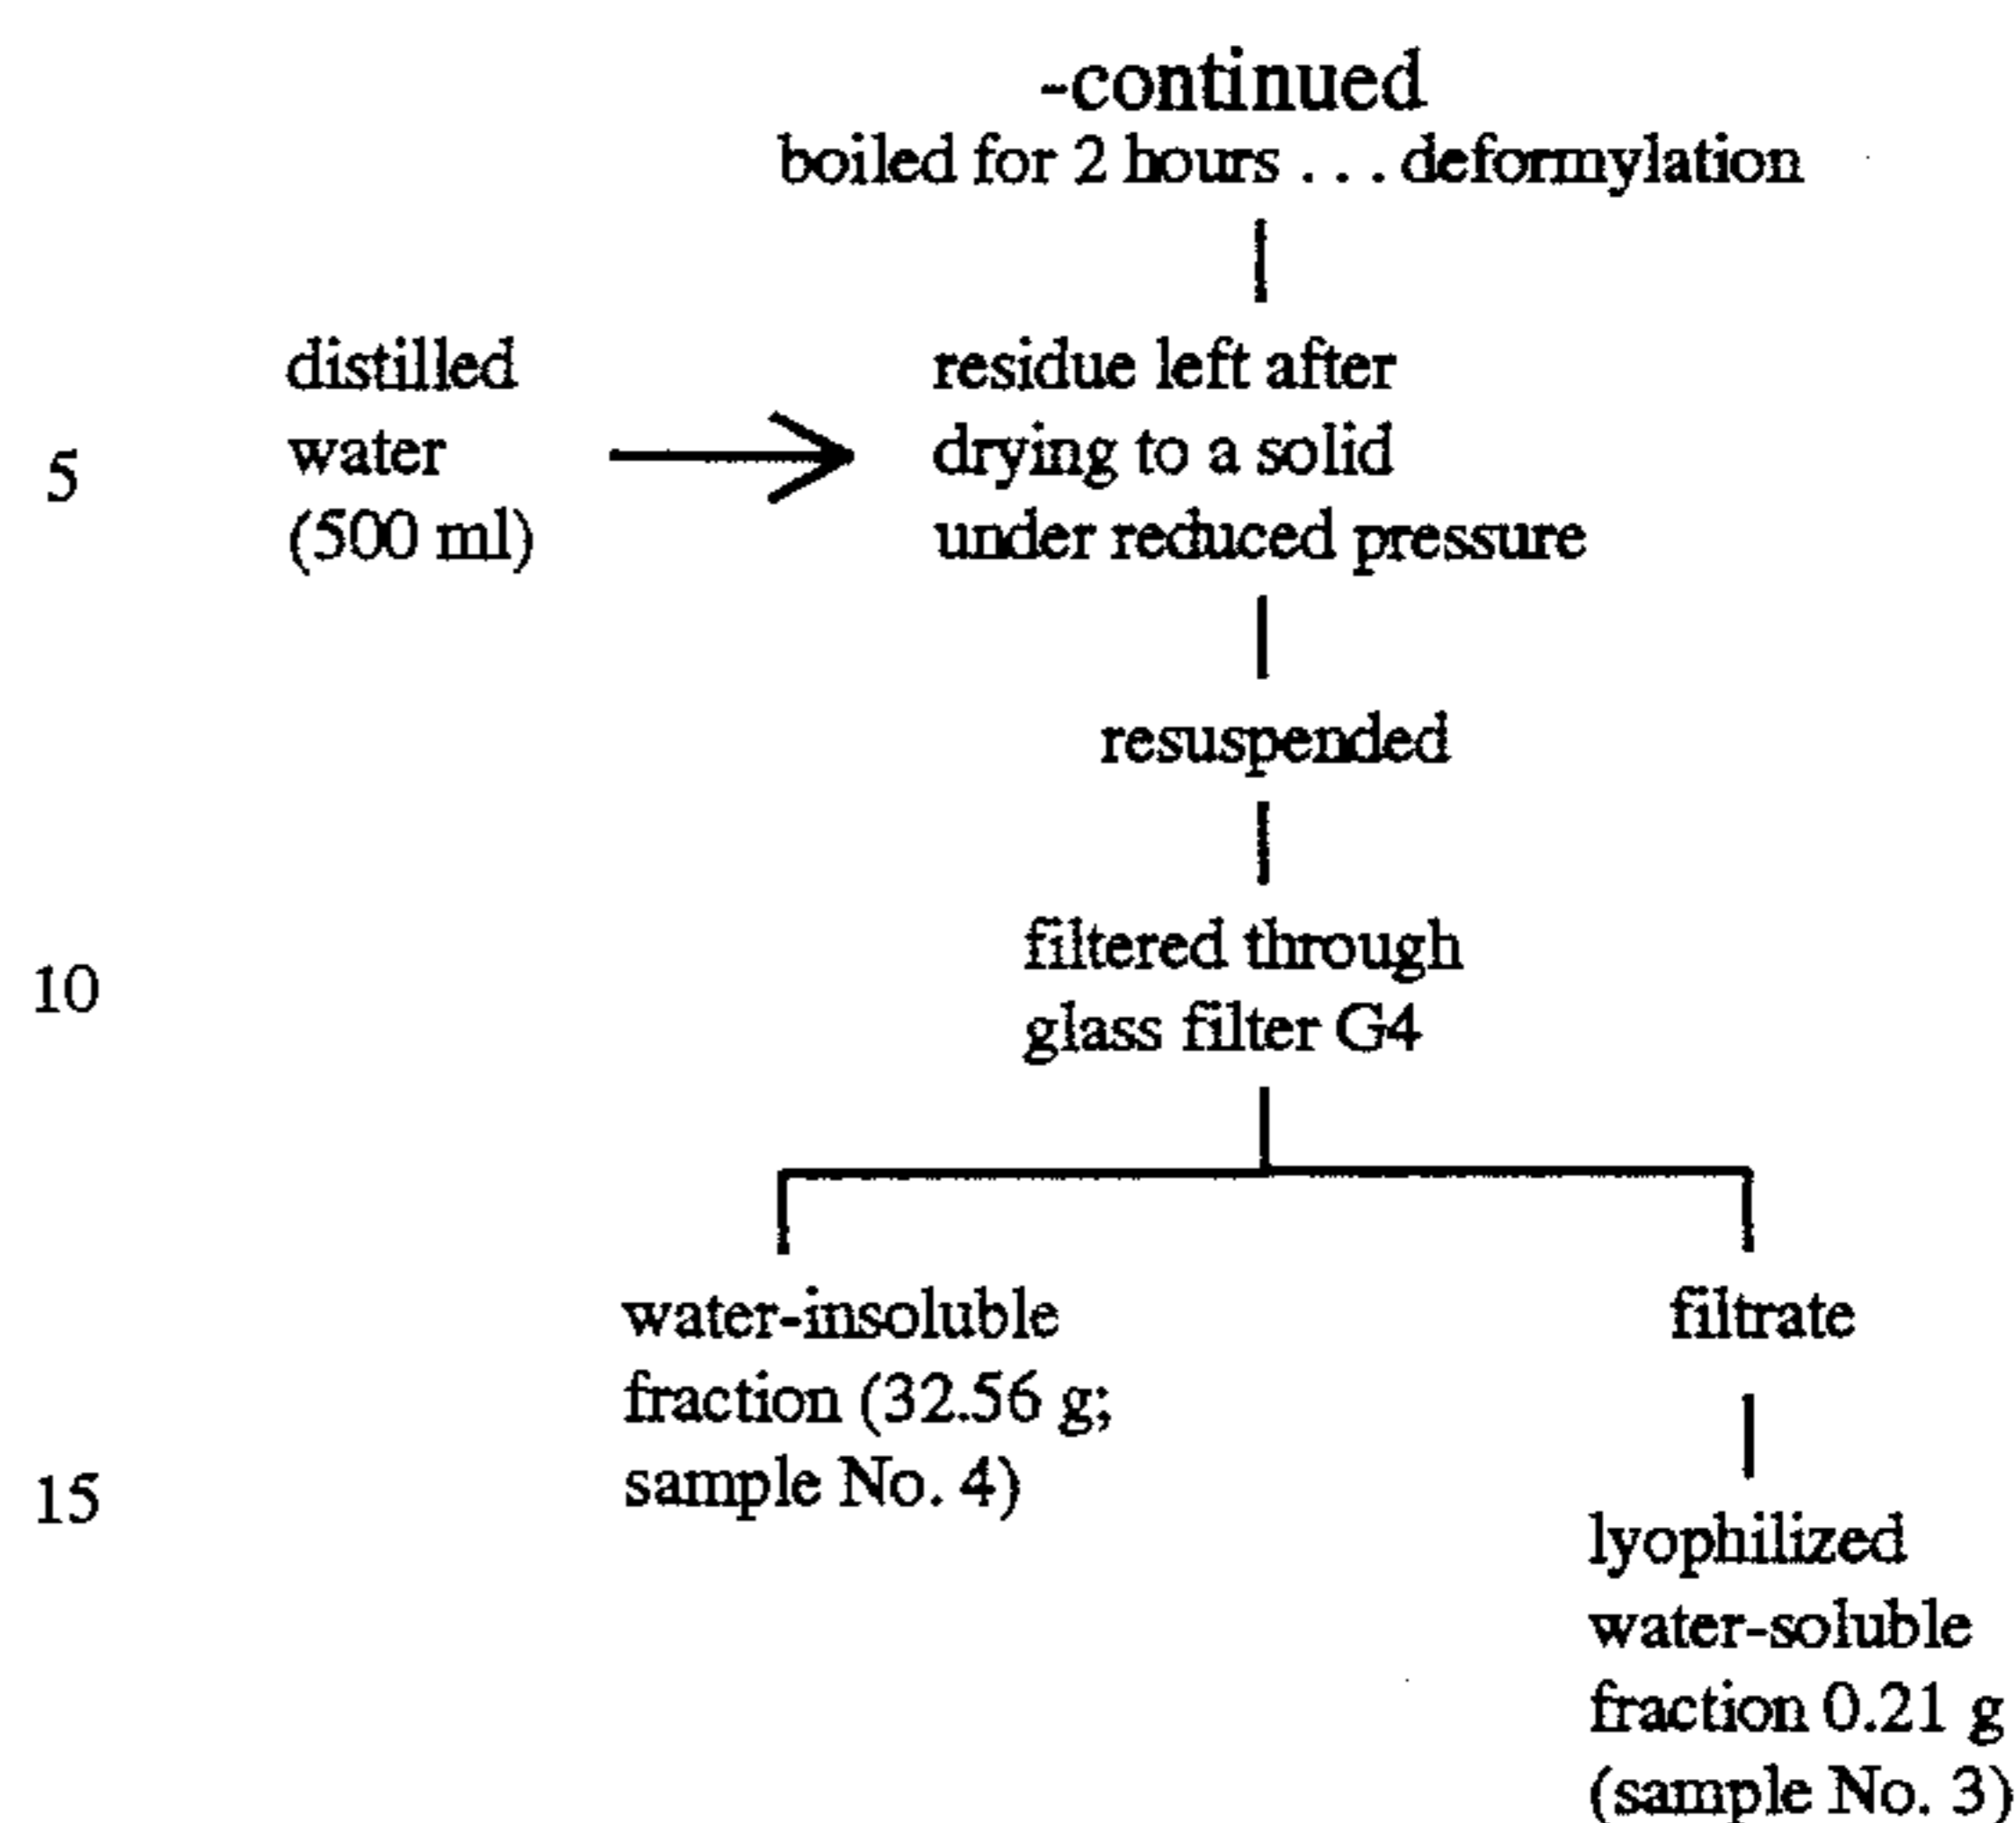 -continued
boiled for 2 hours . . . deformylation
distilled
water
(500 ml)
residue left after
drying to a solid
under reduced pressure
5
resuspended
filtered through
glass filter G4
10
water-insoluble
fraction (32.56 g;
sample No. 4)
filtrate
15
lyophilized
water-soluble
fraction 0.21 g
(sample No. 3)